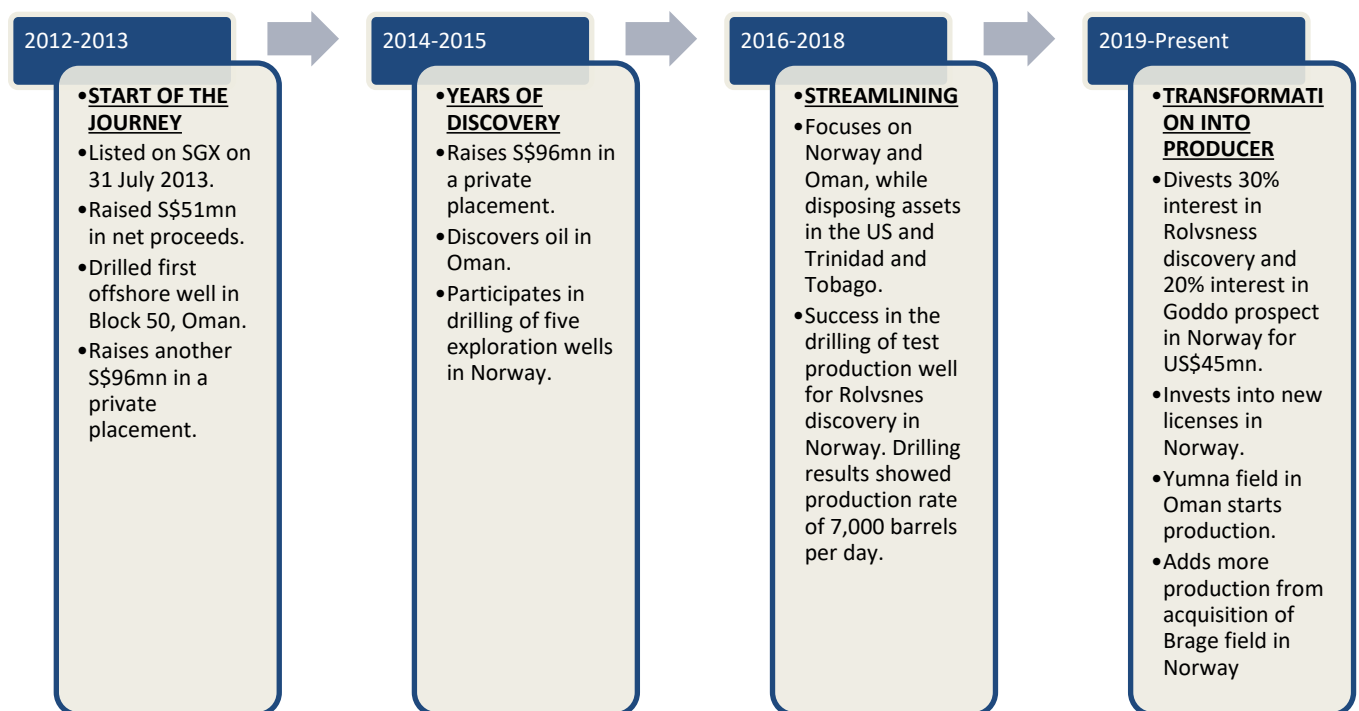 2012-2013
•START OF THE
JOURNEY
•Listed on SGX on
31 July 2013.
•Raised S$51mn
in net proceeds.
•Drilled first
offshore well in
Block 50, Oman.
•Raises another
S$96mn in a
private
placement.
2014-2015
•YEARS OF
DISCOVERY
•Raises S$96mn in
a private
placement.
•Discovers oil in
Oman.
•Participates in
drilling of five
exploration wells
in Norway.
2016-2018
•STREAMLINING
•Focuses on
Norway and
Oman, while
disposing assets
in the US and
Trinidad and
Tobago.
•Success in the
drilling of test
production well
for Rolvsnes
discovery in
Norway. Drilling
results showed
production rate
of 7,000 barrels
per day.
2019-Present
•TRANSFORMATI
ON INTO
PRODUCER
•Divests 30%
interest in
Rolvsness
discovery and
20% interest in
Goddo prospect
in Norway for
US$45mn.
•Invests into new
licenses in
Norway.
•Yumna field in
Oman starts
production.
•Adds more
production from
acquisition of
Brage field in
Norway